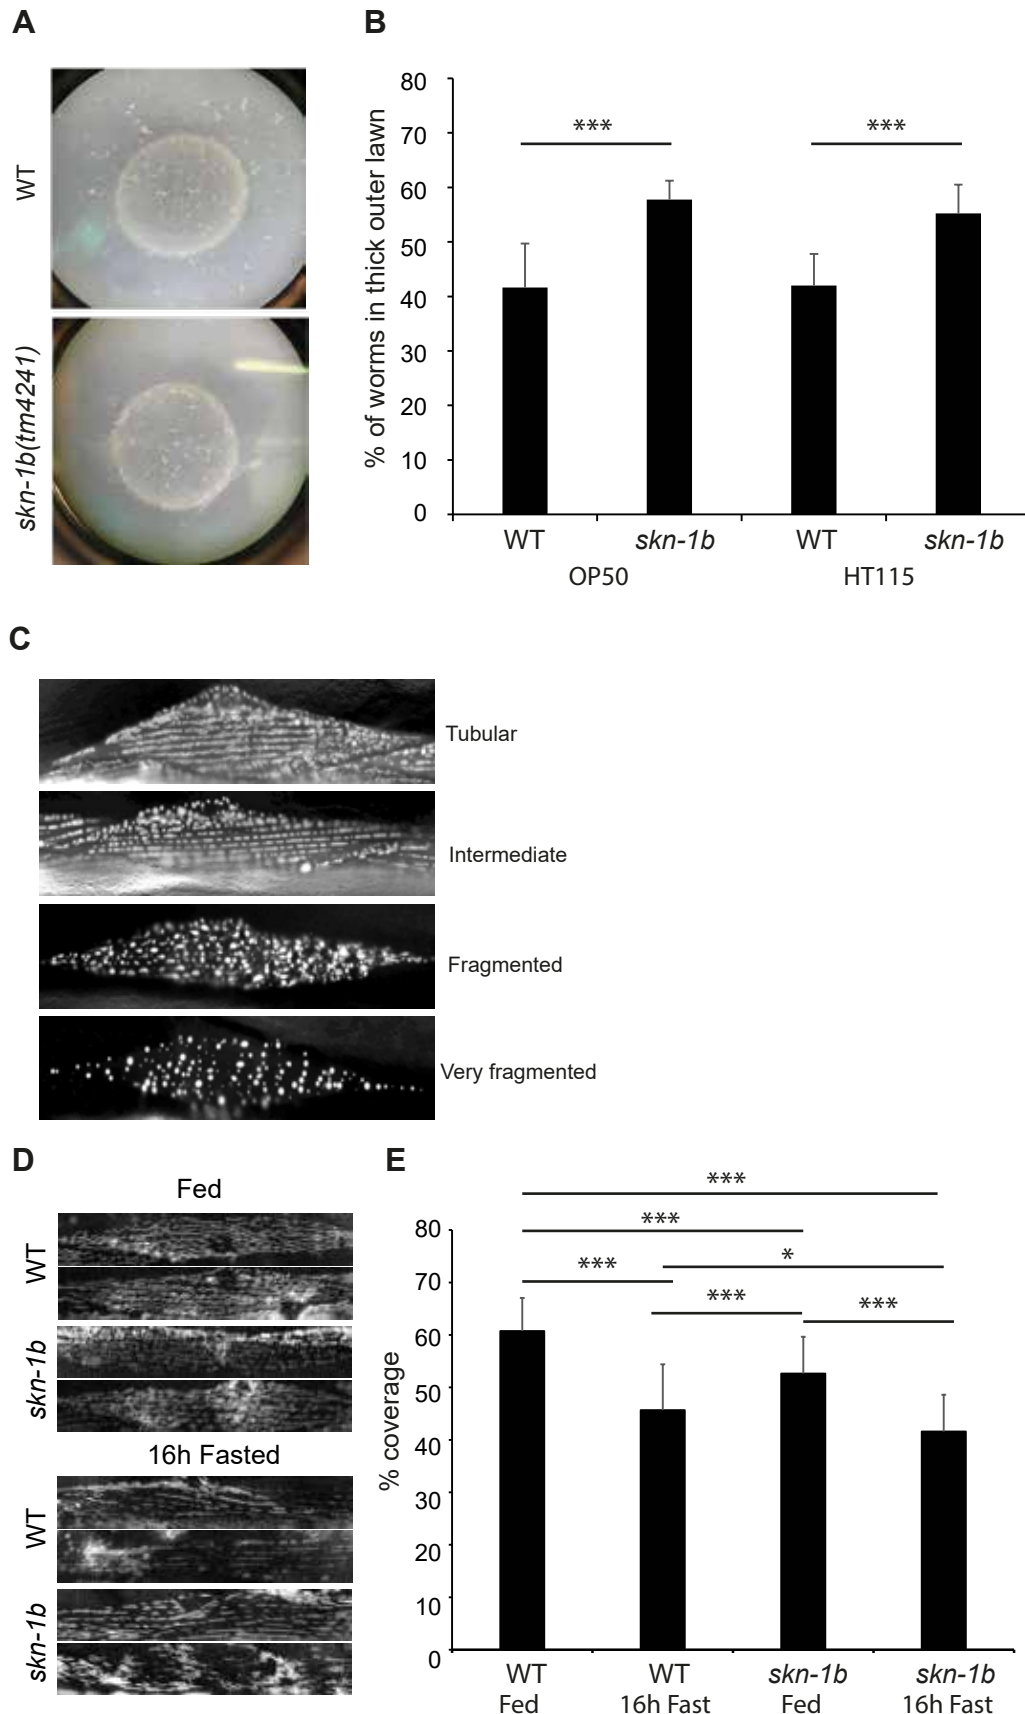 A
WT
skn-1b(tm4241)
B
% of worms in thick outer lawn
80
70
60
50
40
30
20
10
0
***
***
WT
skn-1b
WT
skn-1b
OP50
HT115
C
Tubular
Intermediate
Fragmented
Very fragmented
D
Fed
WT
skn-1b
16h Fasted
WT
skn-1b
E
% coverage
80
70
60
50
40
30
20
10
0
***
***
*
***
***
***
WT
Fed
WT
16h Fast
skn-1b
Fed
skn-1b
16h Fast